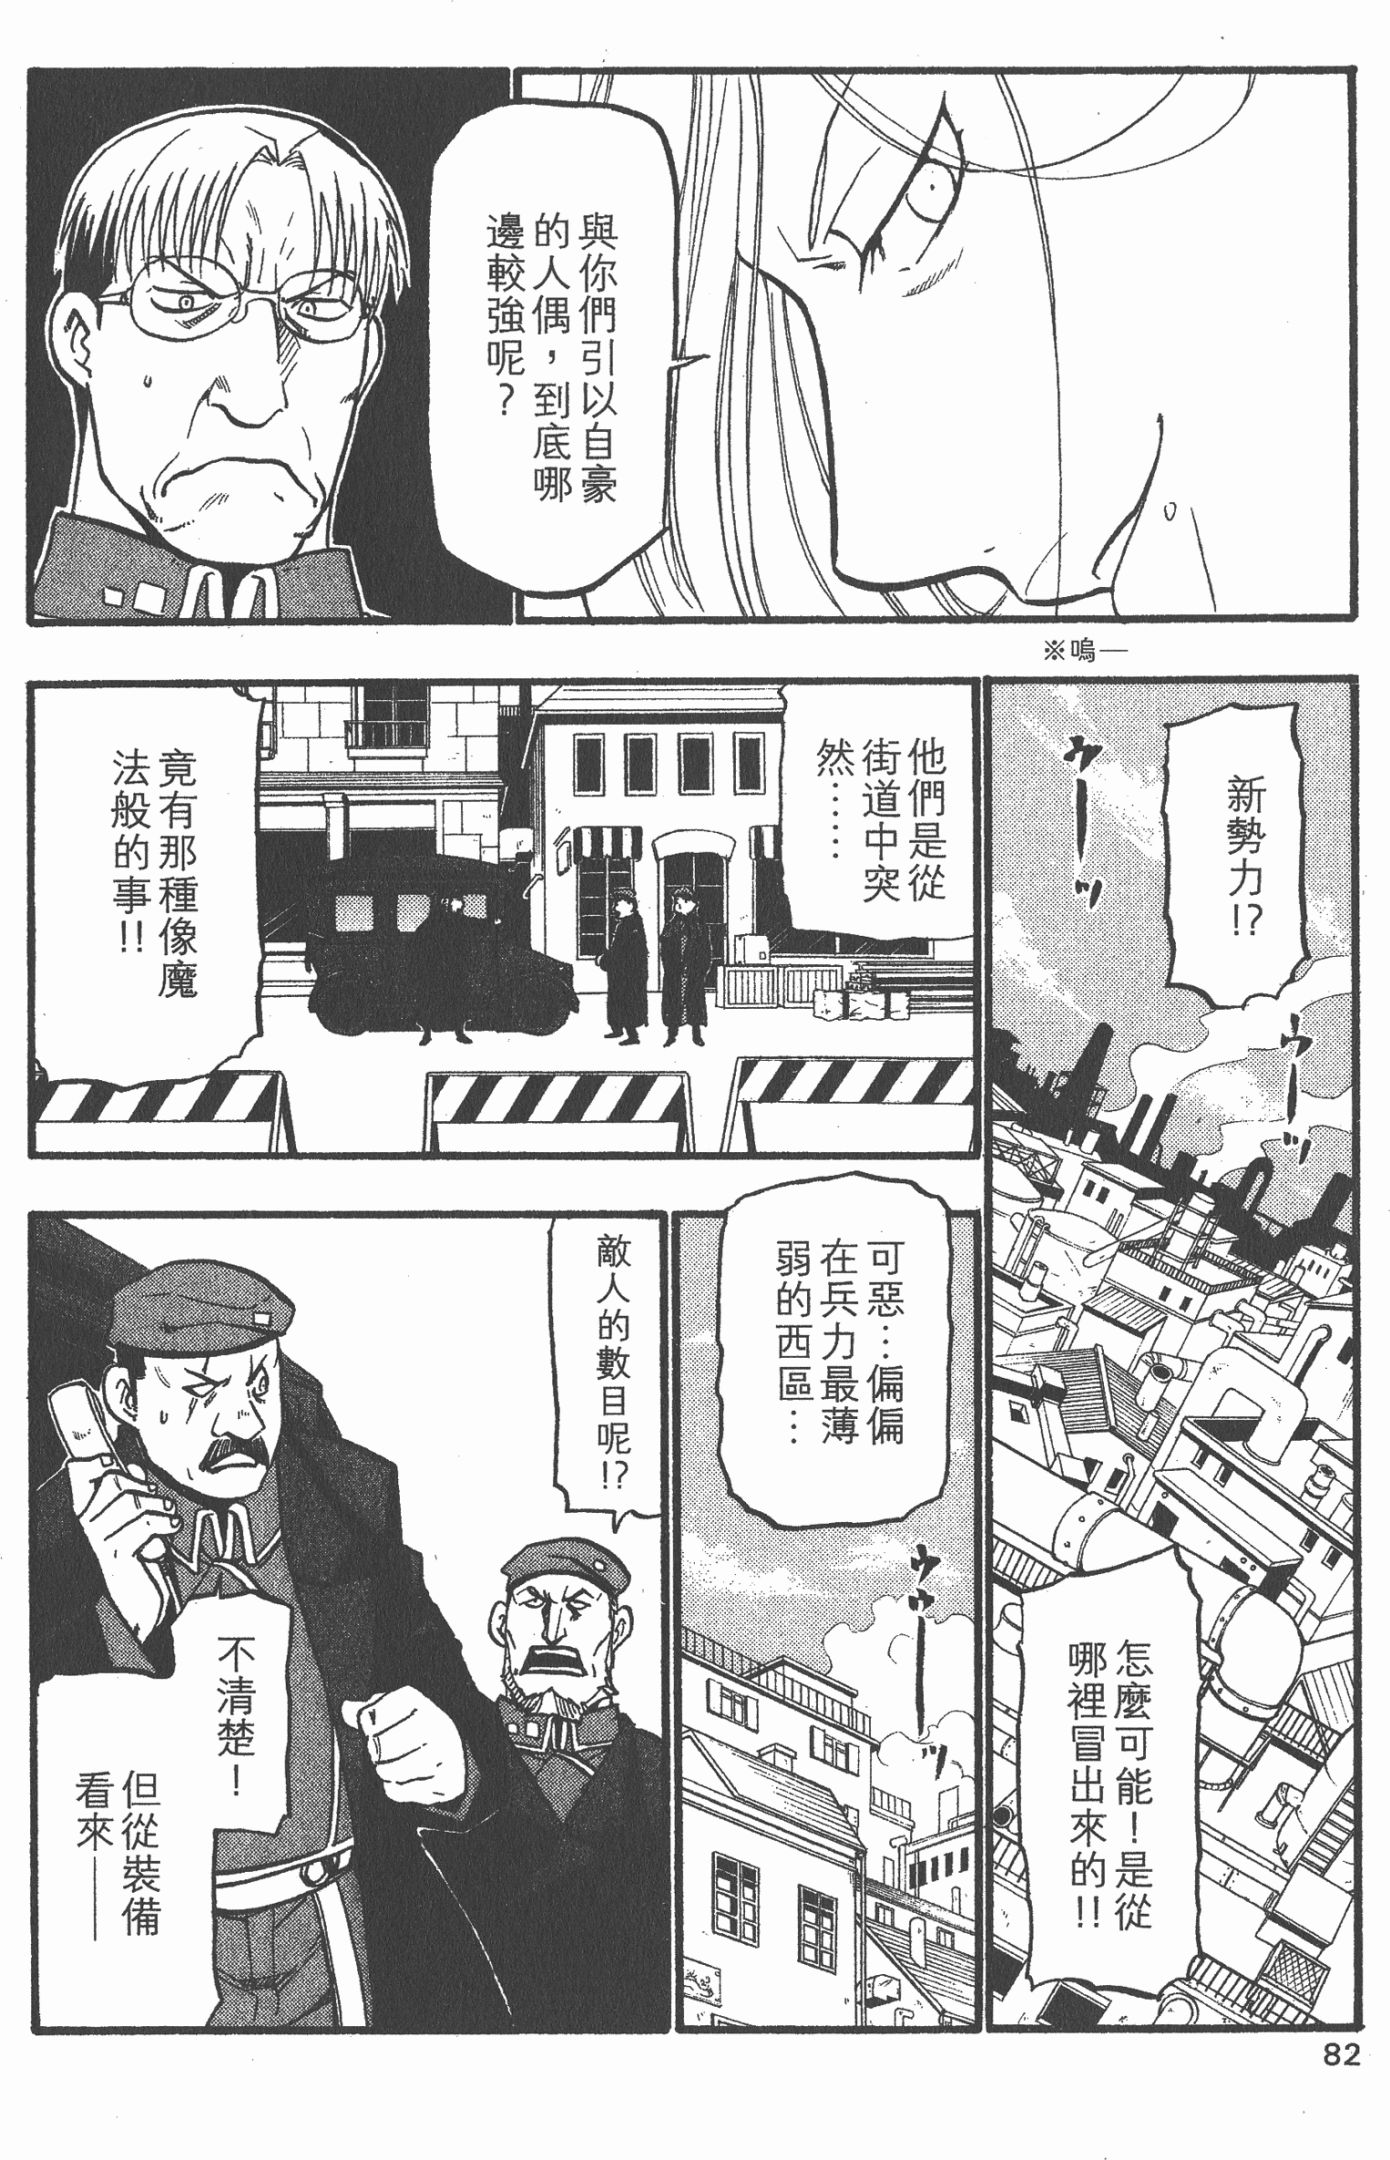 與你們引以自豪
的人偶，到底哪
邊較強呢？
※嗚—
新勢力!?
ウーッ
ウーッ
怎麼可能！是從
哪裡冒出來的!!
他們是從
街道中突
然⋯⋯
竟有那種像魔
法般的事!!
可惡⋯偏偏
在兵力最薄
弱的西區⋯
ウウーッ
敵人的數目呢!?
不清楚！
但從裝備
看來——
82